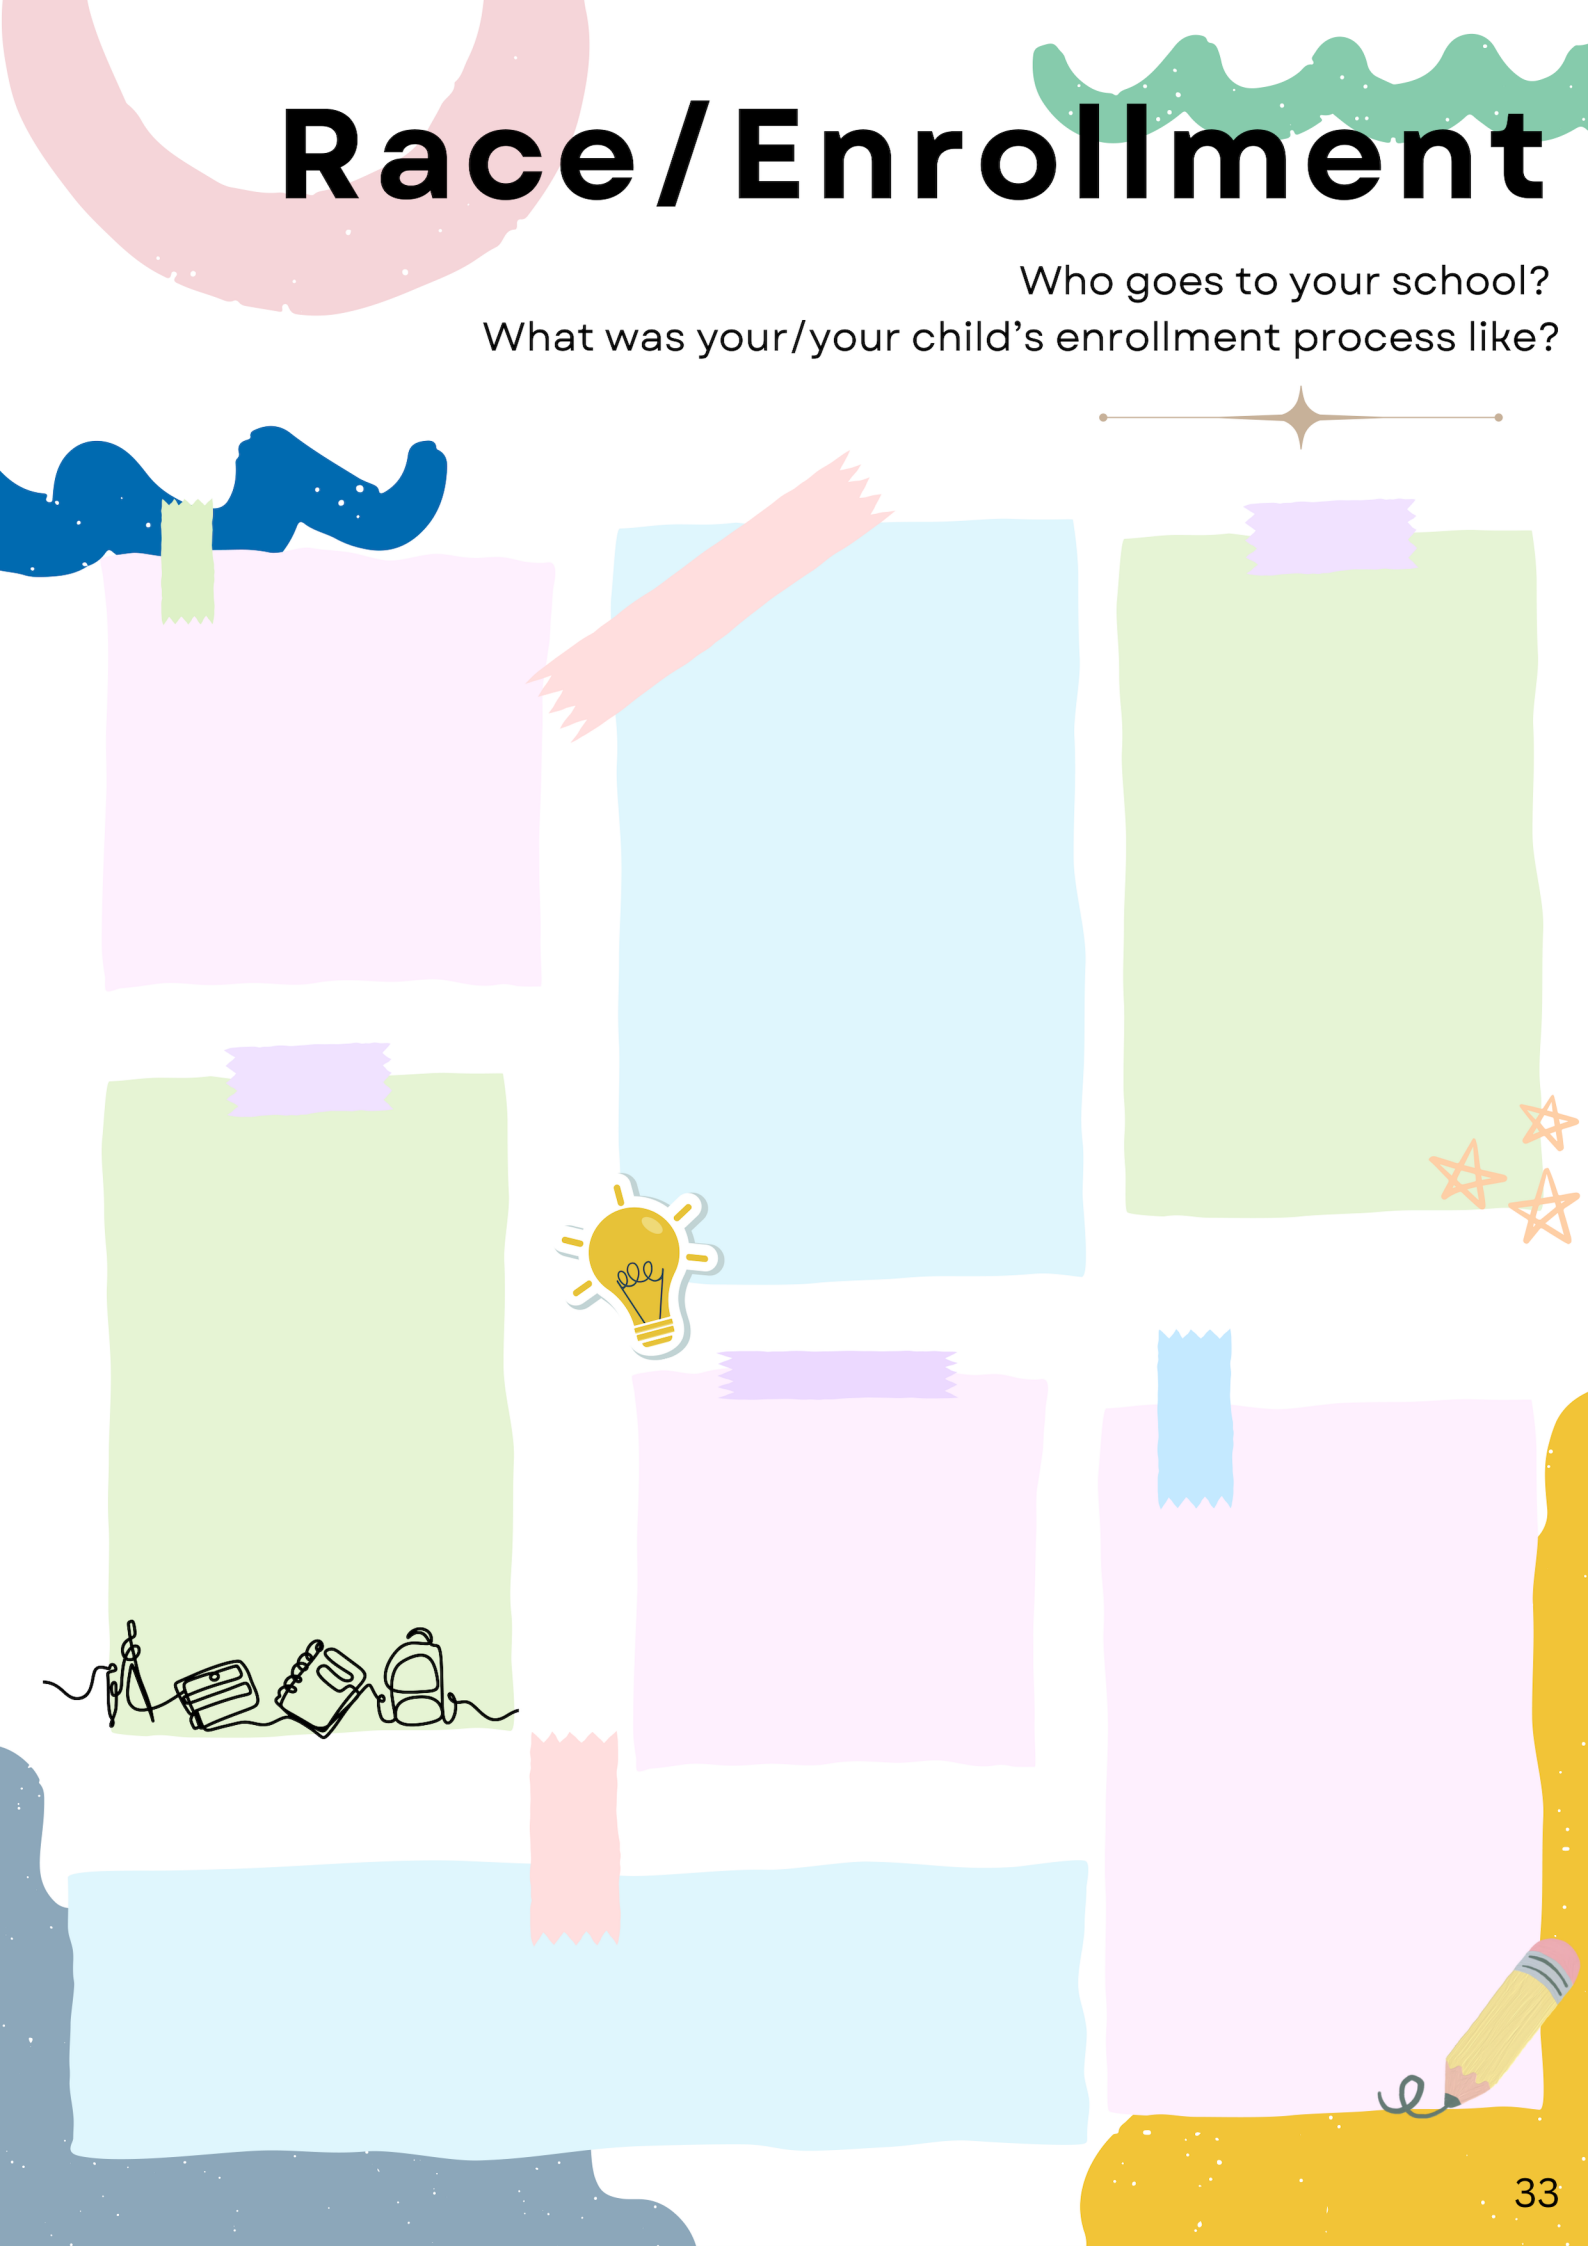 Race/Enrollment
Who goes to your school?
What was your/your child’s enrollment process like?
33